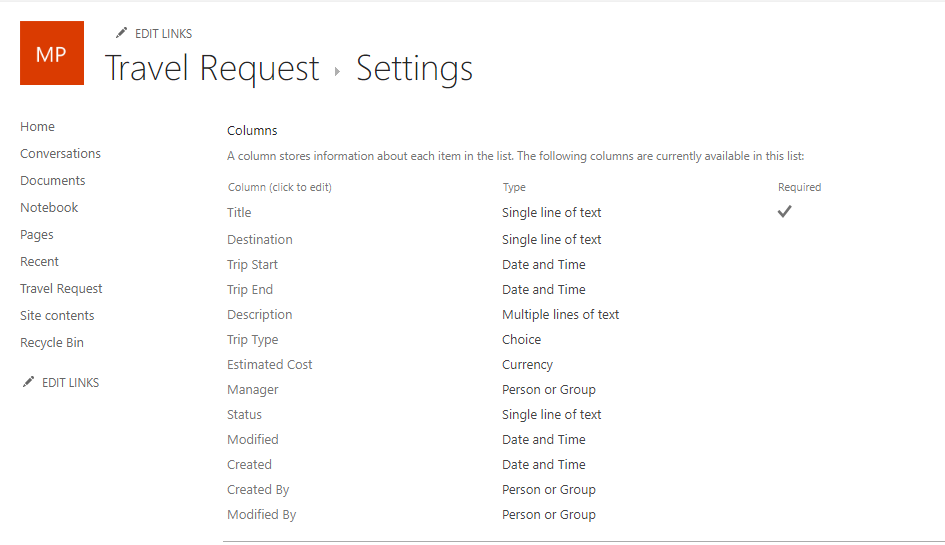 MP
EDIT LINKS
Travel Request Settings
Home
Conversations
Documents
Notebook
Pages
Recent
Travel Request
Site contents
Recycle Bin
EDIT LINKS
Columns
A column stores information about each item in the list. The following columns are currently available in this list:
Column (click to edit) Type Required
Title Single line of text
Destination Single line of text
Trip Start Date and Time
Trip End Date and Time
Description Multiple lines of text
Trip Type Choice
Estimated Cost Currency
Manager Person or Group
Status Single line of text
Modified Date and Time
Created Date and Time
Created By Person or Group
Modified By Person or Group